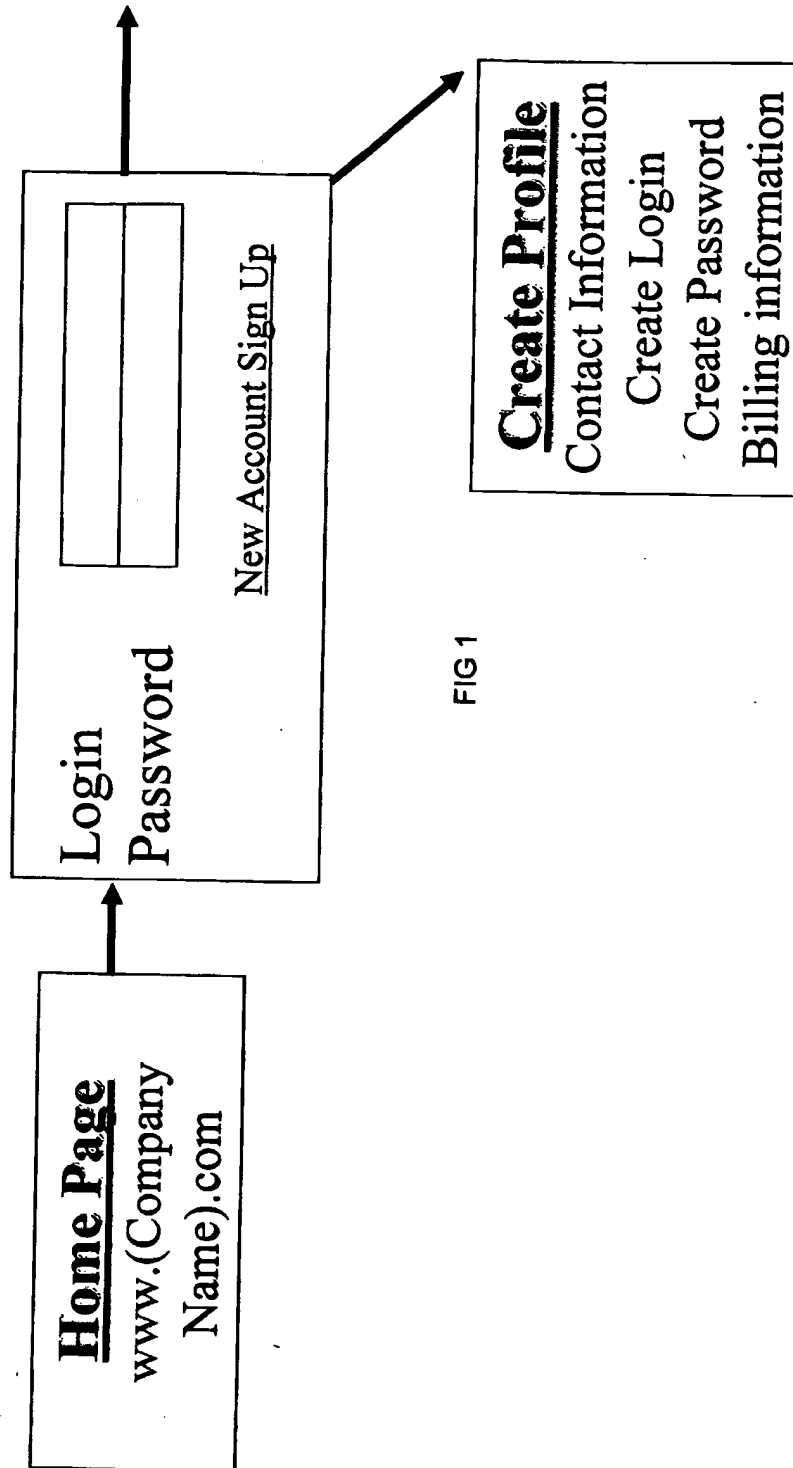 Home Page
www.(Company
Name).com
Login
Password
New Account Sign Up
Create Profile
Contact Information
Create Login
Create Password
Billing information
FIG 1